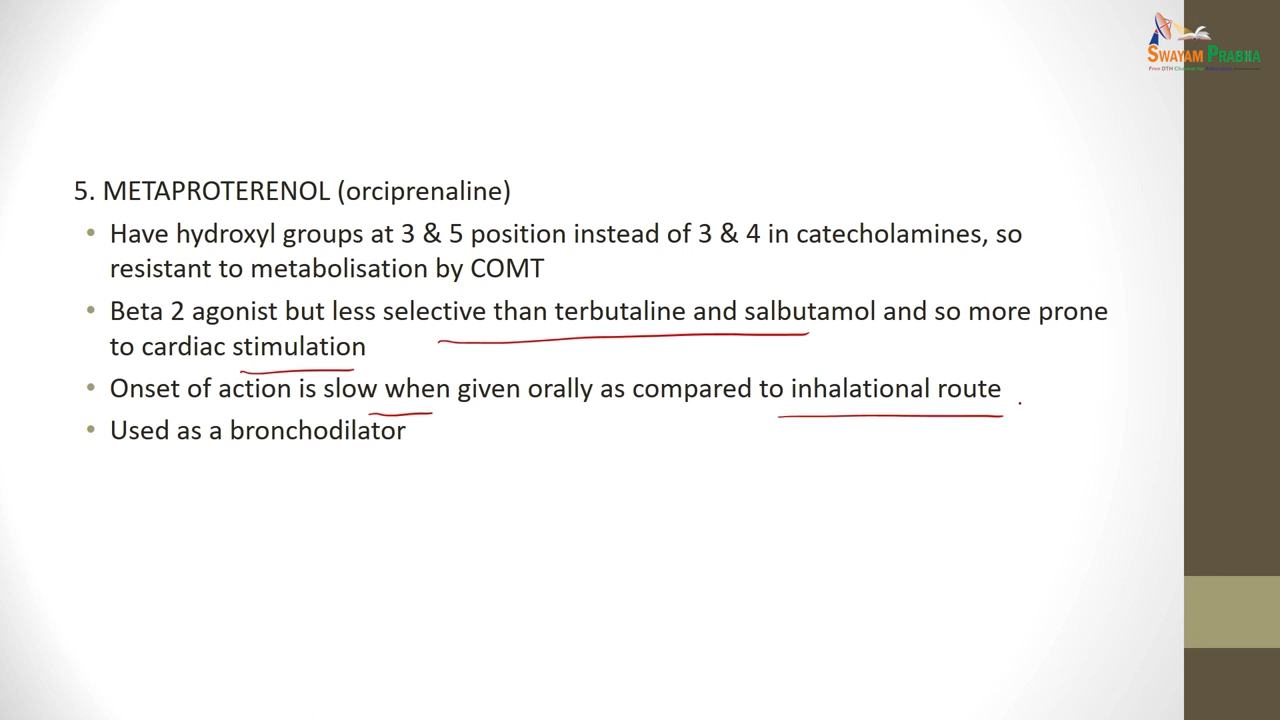 SWAYAM PRABHA
5. METAPROTERENOL (orciprenaline)
• Have hydroxyl groups at 3 & 5 position instead of 3 & 4 in catecholamines, so
resistant to metabolisation by COMT
• Beta 2 agonist but less selective than terbutaline and salbutamol and so more prone
to cardiac stimulation
• Onset of action is slow when given orally as compared to inhalational route
• Used as a bronchodilator